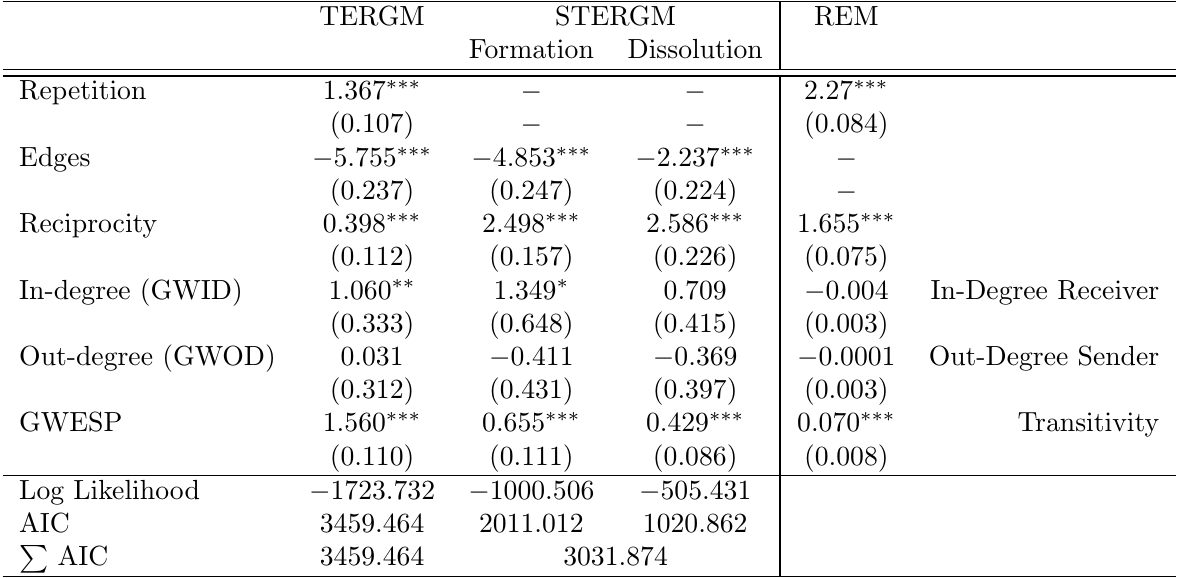 TERGM STERGM REM
Formation Dissolution
Repetition 1.367*** − − 2.27***
(0.107) − − (0.084)
Edges −5.755*** −4.853*** −2.237*** −
(0.237) (0.247) (0.224) −
Reciprocity 0.398*** 2.498*** 2.586*** 1.655***
(0.112) (0.157) (0.226) (0.075)
In-degree (GWID) 1.060** 1.349* 0.709 −0.004 In-Degree Receiver
(0.333) (0.648) (0.415) (0.003)
Out-degree (GWOD) 0.031 −0.411 −0.369 −0.0001 Out-Degree Sender
(0.312) (0.431) (0.397) (0.003)
GWESP 1.560*** 0.655*** 0.429*** 0.070*** Transitivity
(0.110) (0.111) (0.086) (0.008)
Log Likelihood −1723.732 −1000.506 −505.431
AIC 3459.464 2011.012 1020.862
∑ AIC 3459.464 3031.874